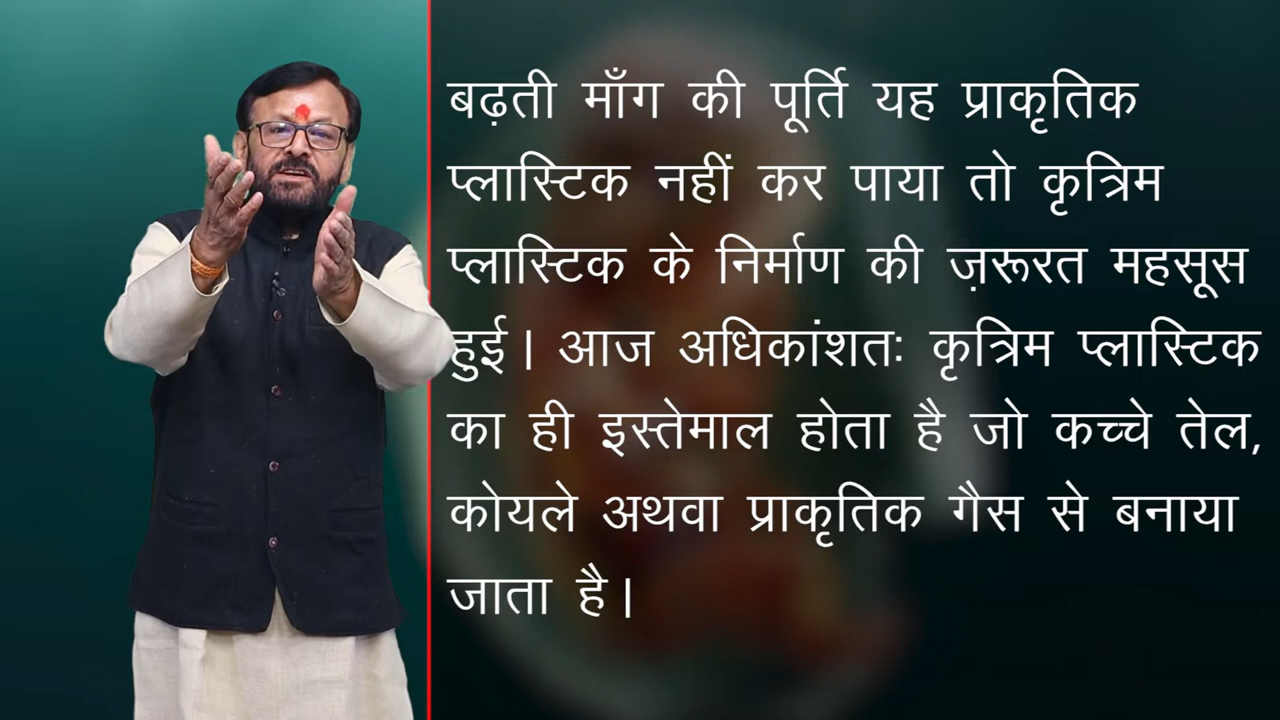 बढ़ती माँग की पूर्ति यह प्राकृतिक
प्लास्टिक नहीं कर पाया तो कृत्रिम
प्लास्टिक के निर्माण की ज़रूरत महसूस
हुई। आज अधिकांशतः कृत्रिम प्लास्टिक
का ही इस्तेमाल होता है जो कच्चे तेल,
कोयले अथवा प्राकृतिक गैस से बनाया
जाता है।